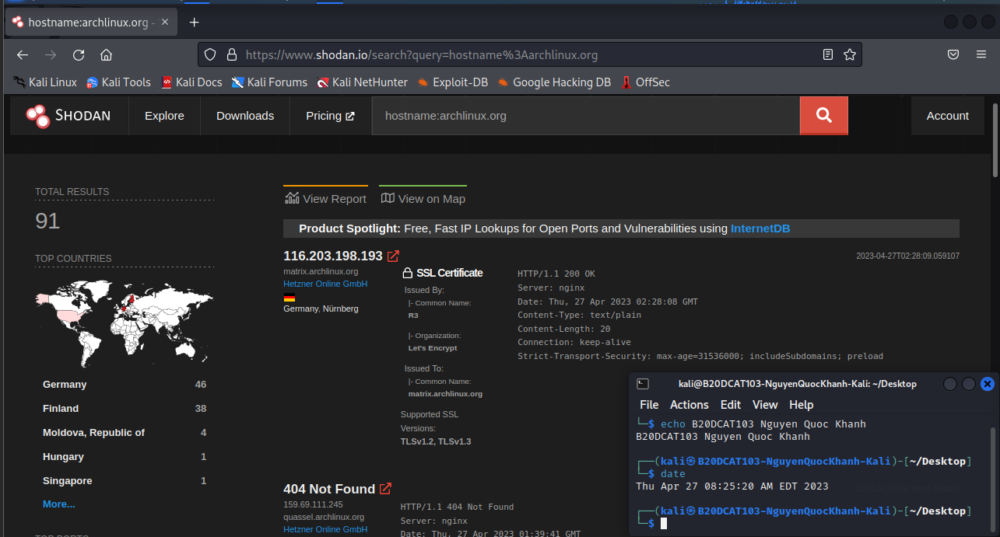 hostname:archlinux.org -
https://www.shodan.io/search?query=hostname%3Aarchlinux.org
Kali Linux Kali Tools Kali Docs Kali Forums Kali NetHunter Exploit-DB Google Hacking DB OffSec
SHODAN Explore Downloads Pricing hostname:archlinux.org Account
TOTAL RESULTS
91
TOP COUNTRIES
Germany 46
Finland 38
Moldova, Republic of 4
Hungary 1
Singapore 1
More...
View Report View on Map
Product Spotlight: Free, Fast IP Lookups for Open Ports and Vulnerabilities using InternetDB
116.203.198.193 2023-04-27T02:28:09.059107
matrix.archlinux.org
Hetzner Online GmbH
Germany, Nürnberg
SSL Certificate
Issued By:
|- Common Name:
R3
|- Organization:
Let's Encrypt
Issued To:
|- Common Name:
matrix.archlinux.org
Supported SSL
Versions:
TLSv1.2, TLSv1.3
HTTP/1.1 200 OK
Server: nginx
Date: Thu, 27 Apr 2023 02:28:08 GMT
Content-Type: text/plain
Content-Length: 20
Connection: keep-alive
Strict-Transport-Security: max-age=31536000; includeSubdomains; preload
404 Not Found
159.69.111.245
quassel.archlinux.org
Hetzner Online GmbH
HTTP/1.1 404 Not Found
Server: nginx
Date: Thu, 27 Apr 2023 01:39:41 GMT
kali@B20DCAT103-NguyenQuocKhanh-Kali: ~/Desktop
File Actions Edit View Help
└─$ echo B20DCAT103 Nguyen Quoc Khanh
B20DCAT103 Nguyen Quoc Khanh
┌──(kali㉿B20DCAT103-NguyenQuocKhanh-Kali)-[~/Desktop]
└─$ date
Thu Apr 27 08:25:20 AM EDT 2023
┌──(kali㉿B20DCAT103-NguyenQuocKhanh-Kali)-[~/Desktop]
└─$